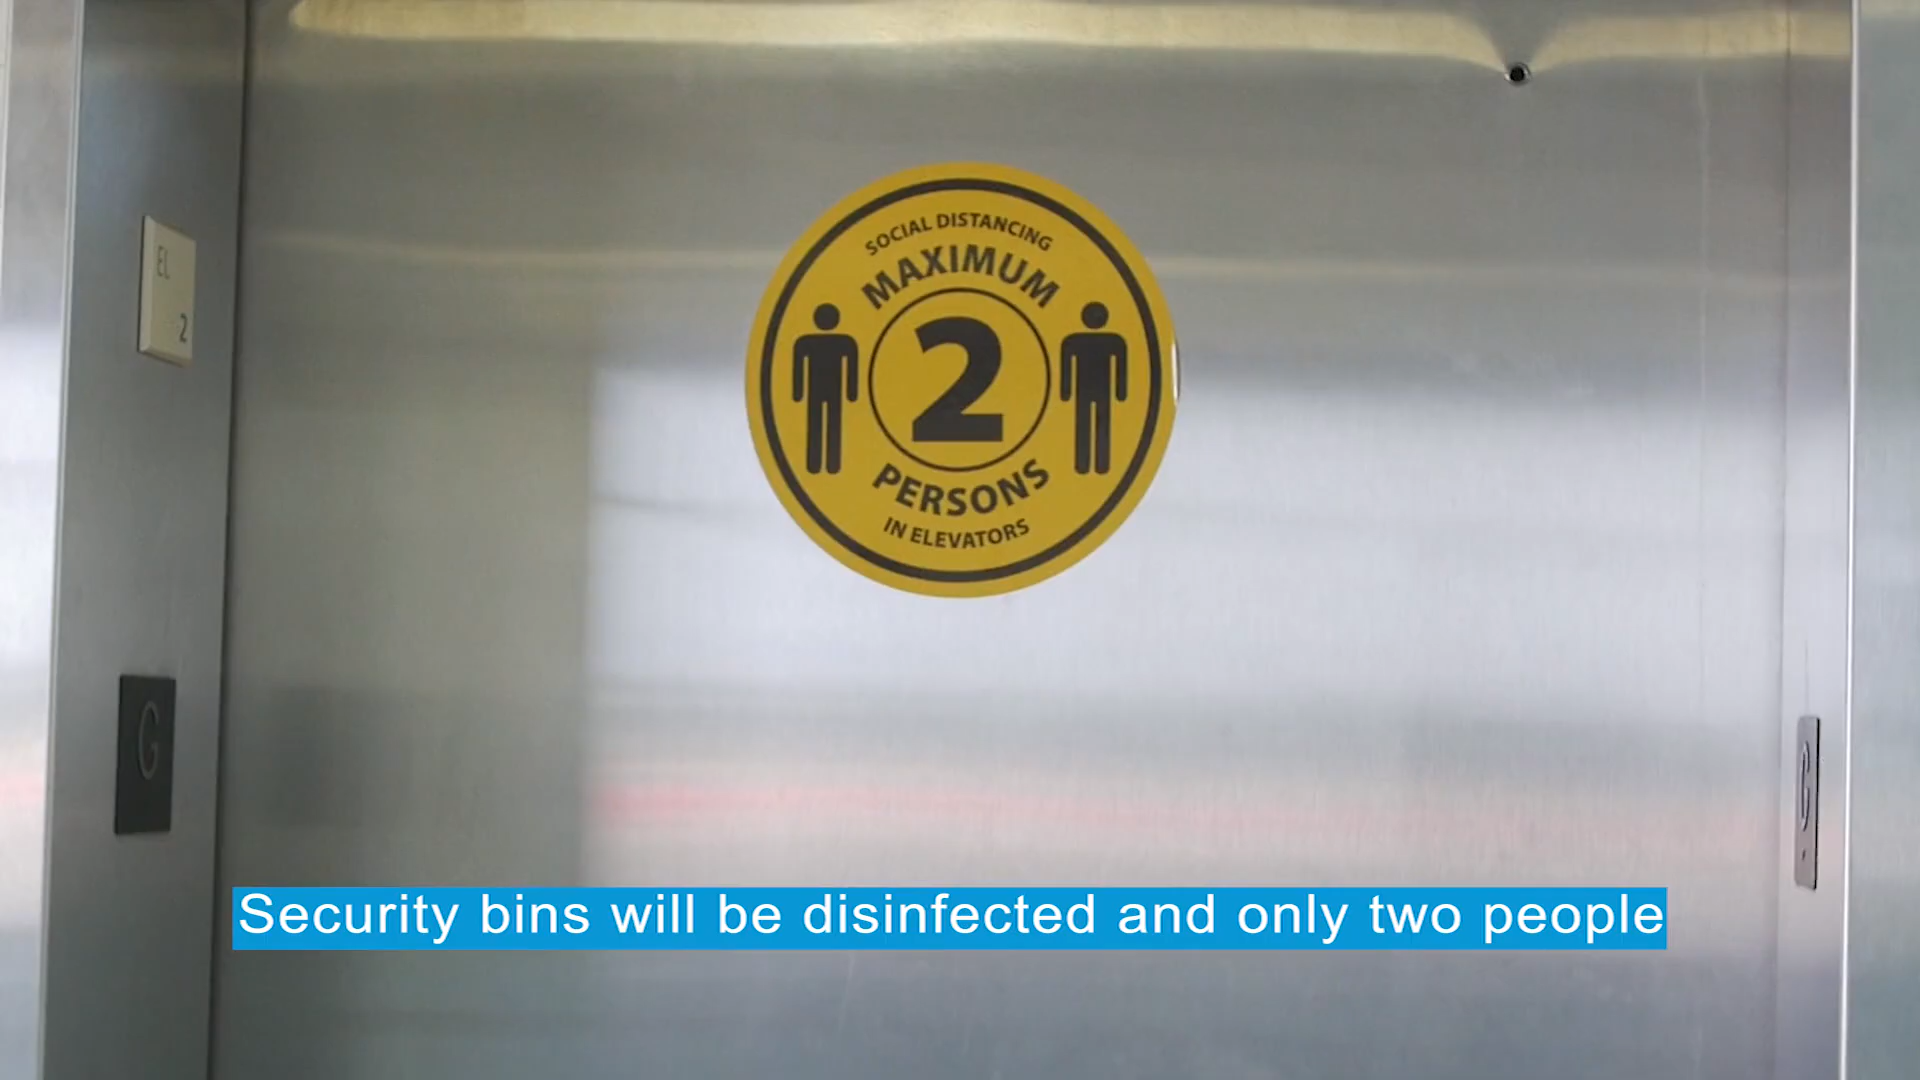 SOCIAL DISTANCING
MAXIMUM
2
PERSONS
IN ELEVATORS
EL
2
G
G
Security bins will be disinfected and only two people